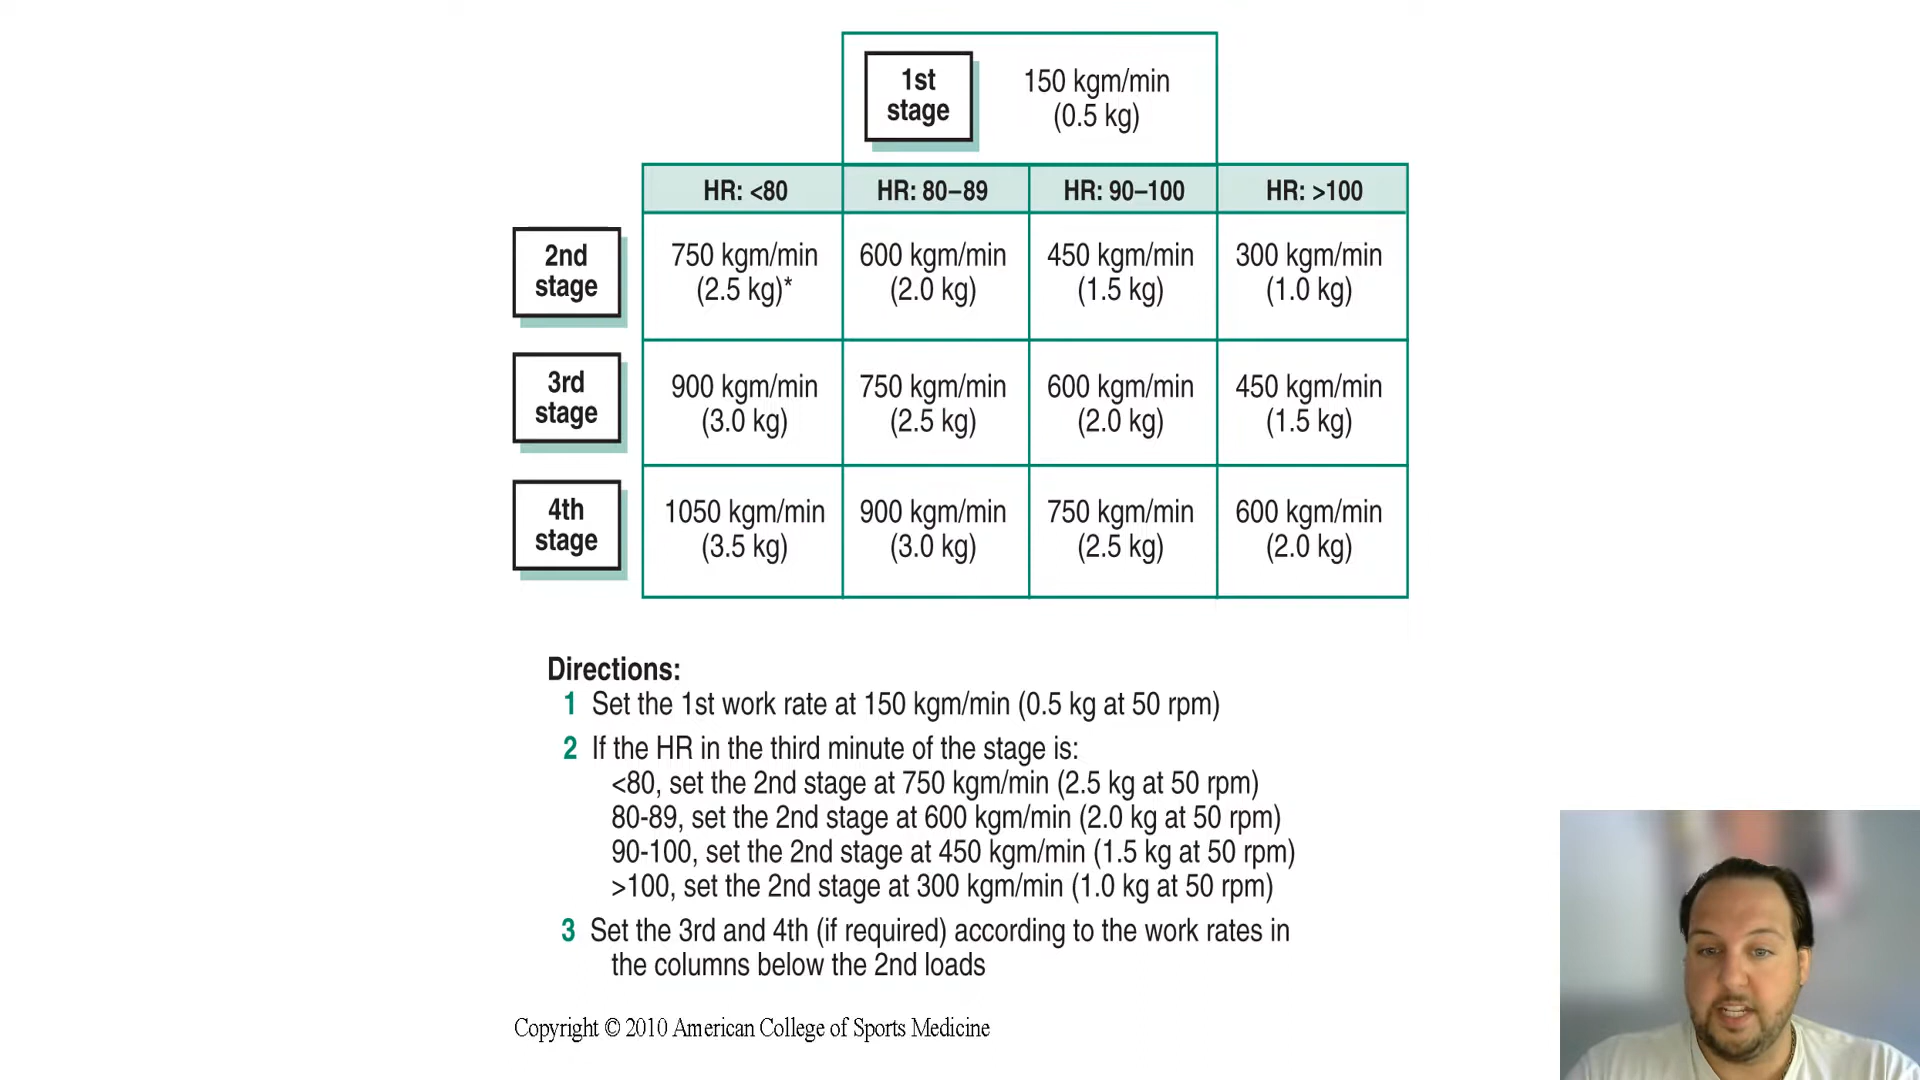 1st
stage
150 kgm/min
(0.5 kg)
HR: <80
HR: 80–89
HR: 90–100
HR: >100
2nd
stage
750 kgm/min
(2.5 kg)*
600 kgm/min
(2.0 kg)
450 kgm/min
(1.5 kg)
300 kgm/min
(1.0 kg)
3rd
stage
900 kgm/min
(3.0 kg)
750 kgm/min
(2.5 kg)
600 kgm/min
(2.0 kg)
450 kgm/min
(1.5 kg)
4th
stage
1050 kgm/min
(3.5 kg)
900 kgm/min
(3.0 kg)
750 kgm/min
(2.5 kg)
600 kgm/min
(2.0 kg)
Directions:
1 Set the 1st work rate at 150 kgm/min (0.5 kg at 50 rpm)
2 If the HR in the third minute of the stage is:
<80, set the 2nd stage at 750 kgm/min (2.5 kg at 50 rpm)
80-89, set the 2nd stage at 600 kgm/min (2.0 kg at 50 rpm)
90-100, set the 2nd stage at 450 kgm/min (1.5 kg at 50 rpm)
>100, set the 2nd stage at 300 kgm/min (1.0 kg at 50 rpm)
3 Set the 3rd and 4th (if required) according to the work rates in
the columns below the 2nd loads
Copyright © 2010 American College of Sports Medicine